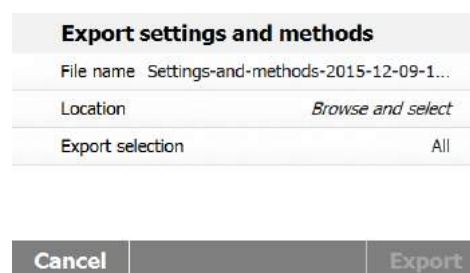 Export settings and methods
File name Settings-and-methods-2015-12-09-1...
Location Browse and select
Export selection All
Cancel Export